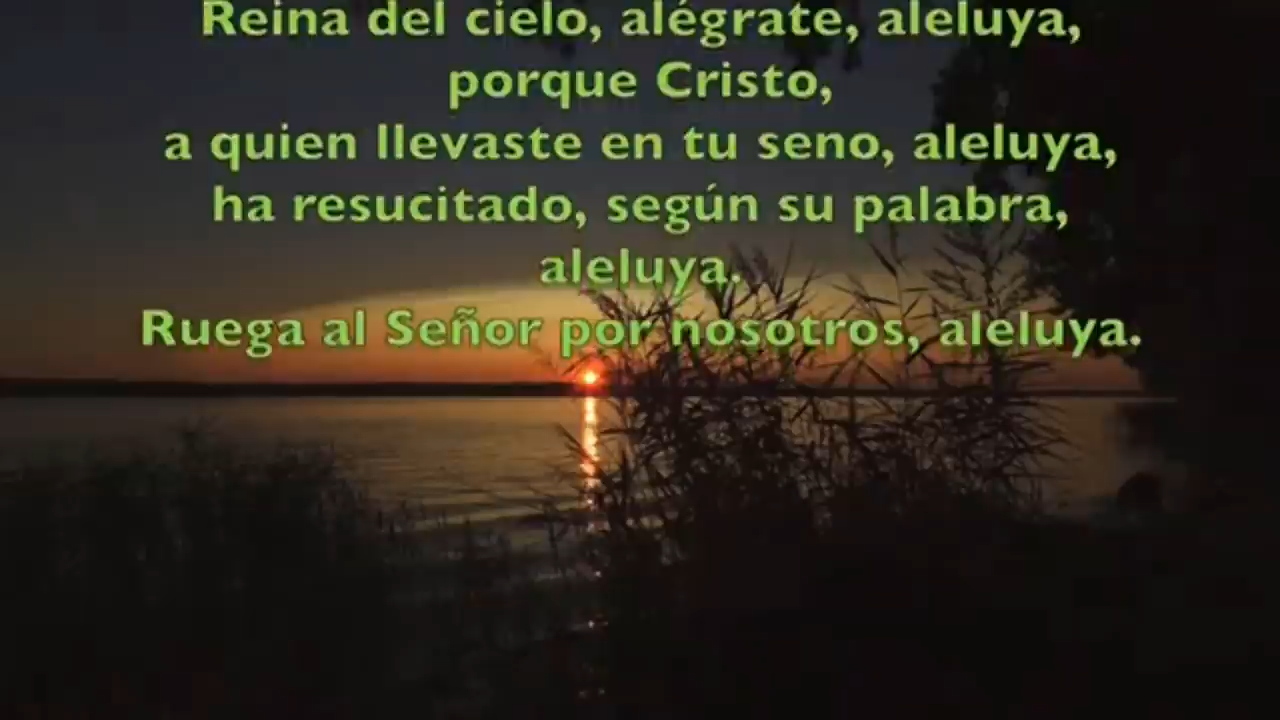 Reina del cielo, alégrate, aleluya,
porque Cristo,
a quien llevaste en tu seno, aleluya,
ha resucitado, según su palabra,
aleluya.
Ruega al Señor por nosotros, aleluya.